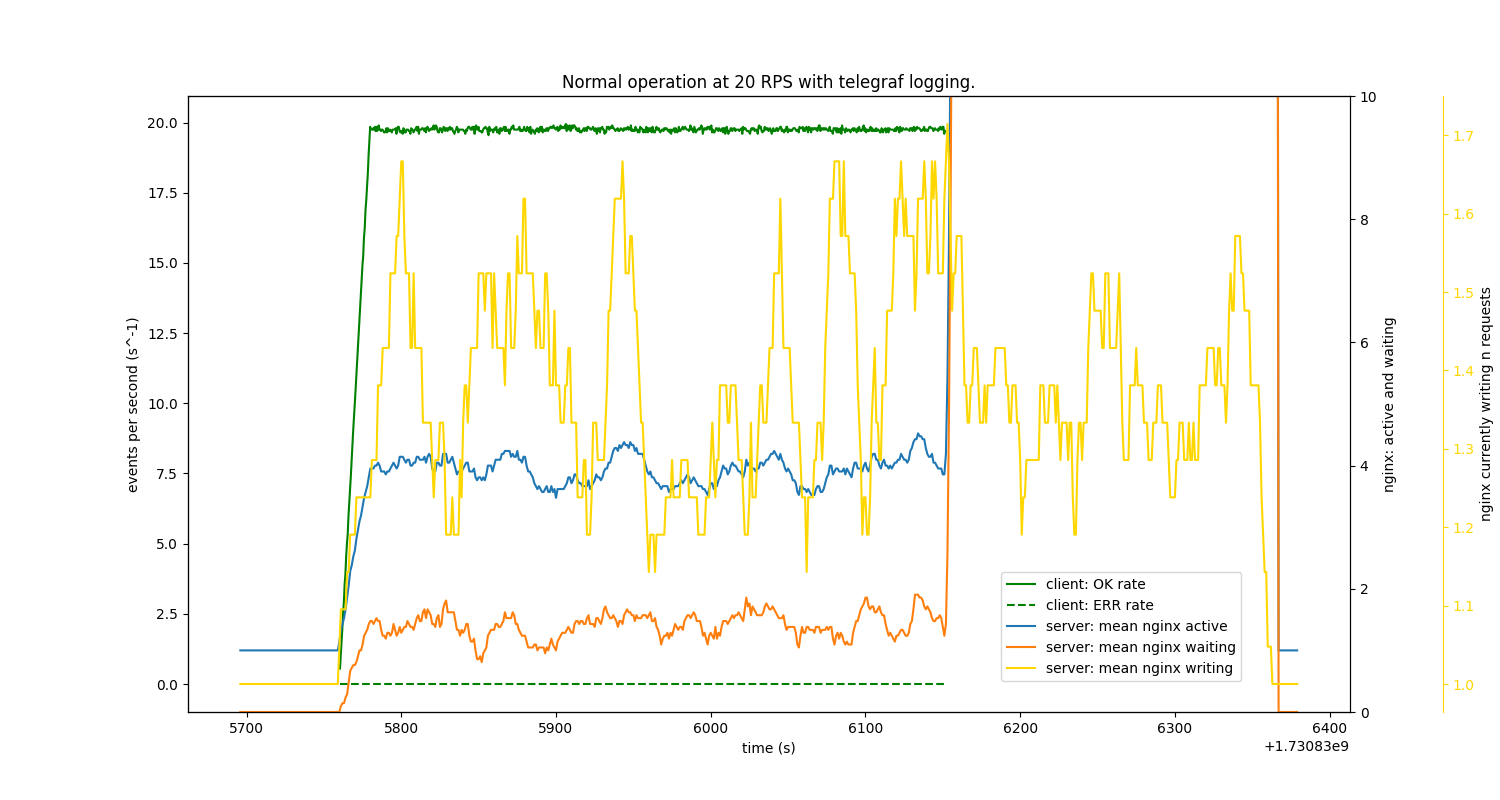 Normal operation at 20 RPS with telegraf logging.
20.0
17.5
15.0
12.5
10.0
7.5
5.0
2.5
0.0
events per second (s^-1)
5700 5800 5900 6000 6100 6200 6300 6400
+1.73083e9
time (s)
10
8
6
4
2
0
nginx: active and waiting
1.7
1.6
1.5
1.4
1.3
1.2
1.1
1.0
nginx currently writing n requests
client: OK rate
client: ERR rate
server: mean nginx active
server: mean nginx waiting
server: mean nginx writing